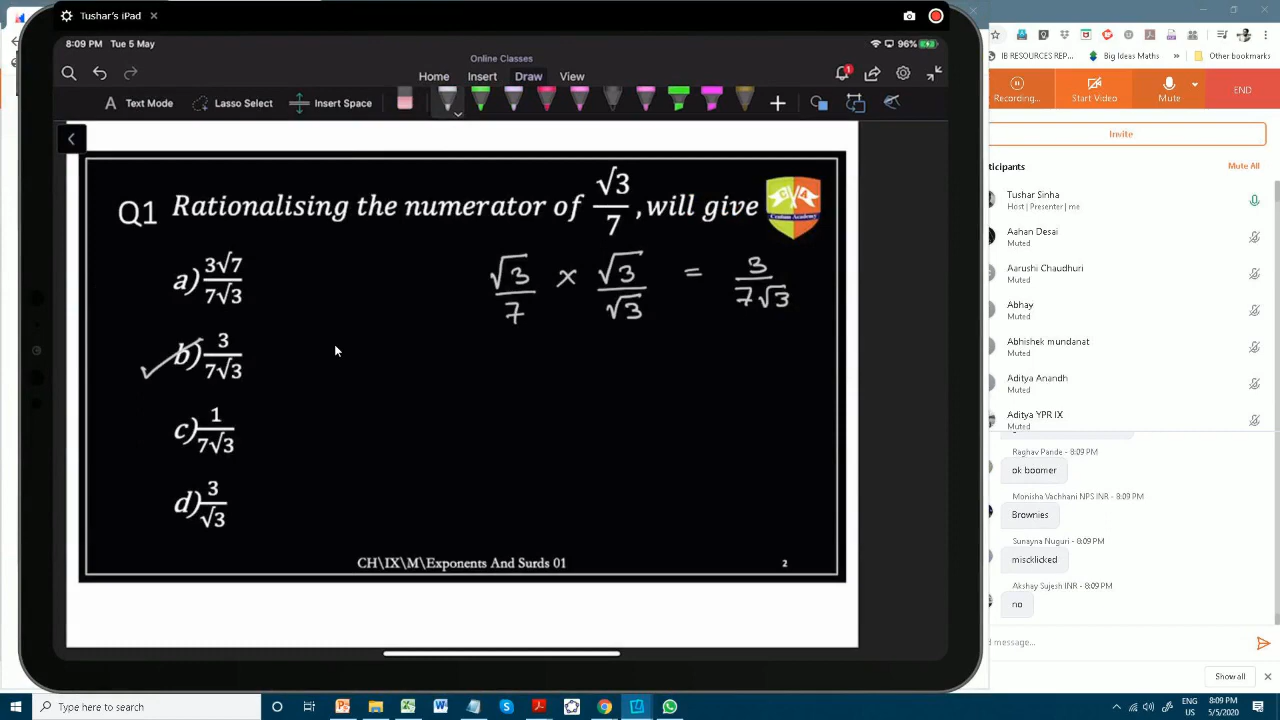 Tushar's iPad ×
8:09 PM Tue 5 May
96%
Online Classes
Home Insert Draw View
1
Text Mode Lasso Select Insert Space
Q1 Rationalising the numerator of √3/7, will give
a) 3√7/7√3
b) 3/7√3
c) 1/7√3
d) 3/√3
√3/7 × √3/√3 = 3/7√3
CH\IX\M\Exponents And Surds 01
2
IB RESOURCES REP... Big Ideas Maths » Other bookmarks
Recording... Start Video Mute END
Invite
ticipants Mute All
Tushar Sinha
Host | Presenter | me
Aahan Desai
Muted
Aarushi Chaudhuri
Muted
Abhay
Muted
Abhishek mundanat
Muted
Aditya Anandh
Muted
Aditya YPR IX
Muted
Raghav Pande - 8:09 PM
ok boomer
Monisha Vachhani NPS INR - 8:09 PM
Brownies
Sunayna Nuguri - 8:09 PM
miscklicked
Akshay Sujesh INR - 8:09 PM
no
d message...
Show all
Type here to search
ENG 8:09 PM
US 5/5/2020